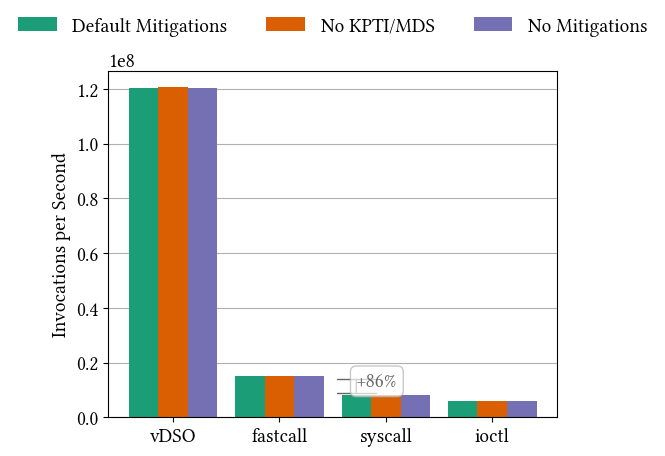 Default Mitigations No KPTI/MDS No Mitigations
1e8
1.2
1.0
0.8
0.6
0.4
0.2
0.0
Invocations per Second
+86%
vDSO fastcall syscall ioctl